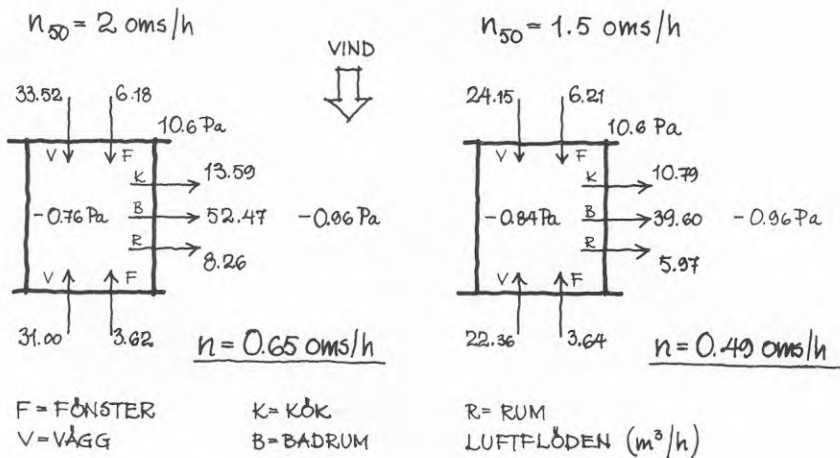 n50 = 2 oms/h
n50 = 1.5 oms/h
VIND
33.52 6.18
10.6 Pa
V F
K 13.59
-0.76 Pa B 52.47 -0.96 Pa
R 8.26
V F
31.00 3.62
n = 0.65 oms/h
24.15 6.21
10.6 Pa
V F
K 10.79
-0.84 Pa B 39.60 -0.96 Pa
R 5.97
V F
22.36 3.64
n = 0.49 oms/h
F = FÖNSTER K = KÖK R = RUM
V = VÄGG B = BADRUM LUFTFLÖDEN (m³/h)